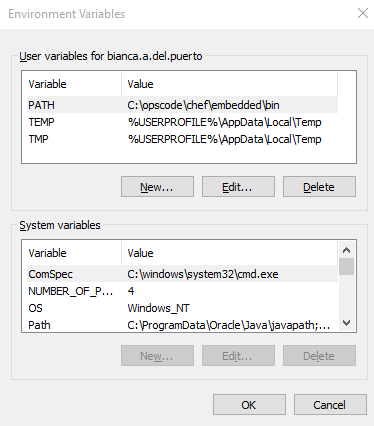 Environment Variables
User variables for bianca.a.del.puerto
Variable Value
PATH C:\opscode\chef\embedded\bin
TEMP %USERPROFILE%\AppData\Local\Temp
TMP %USERPROFILE%\AppData\Local\Temp
New... Edit... Delete
System variables
Variable Value
ComSpec C:\windows\system32\cmd.exe
NUMBER_OF_P... 4
OS Windows_NT
Path C:\ProgramData\Oracle\Java\javapath;...
New... Edit... Delete
OK Cancel